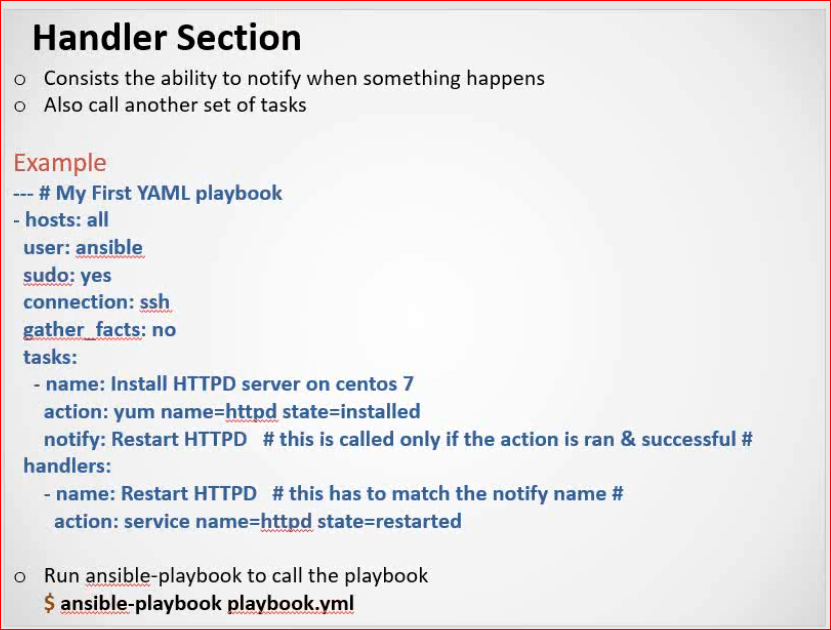 Handler Section
o Consists the ability to notify when something happens
o Also call another set of tasks
Example
--- # My First YAML playbook
- hosts: all
user: ansible
sudo: yes
connection: ssh
gather_facts: no
tasks:
- name: Install HTTPD server on centos 7
action: yum name=httpd state=installed
notify: Restart HTTPD # this is called only if the action is ran & successful #
handlers:
- name: Restart HTTPD # this has to match the notify name #
action: service name=httpd state=restarted
o Run ansible-playbook to call the playbook
$ ansible-playbook playbook.yml